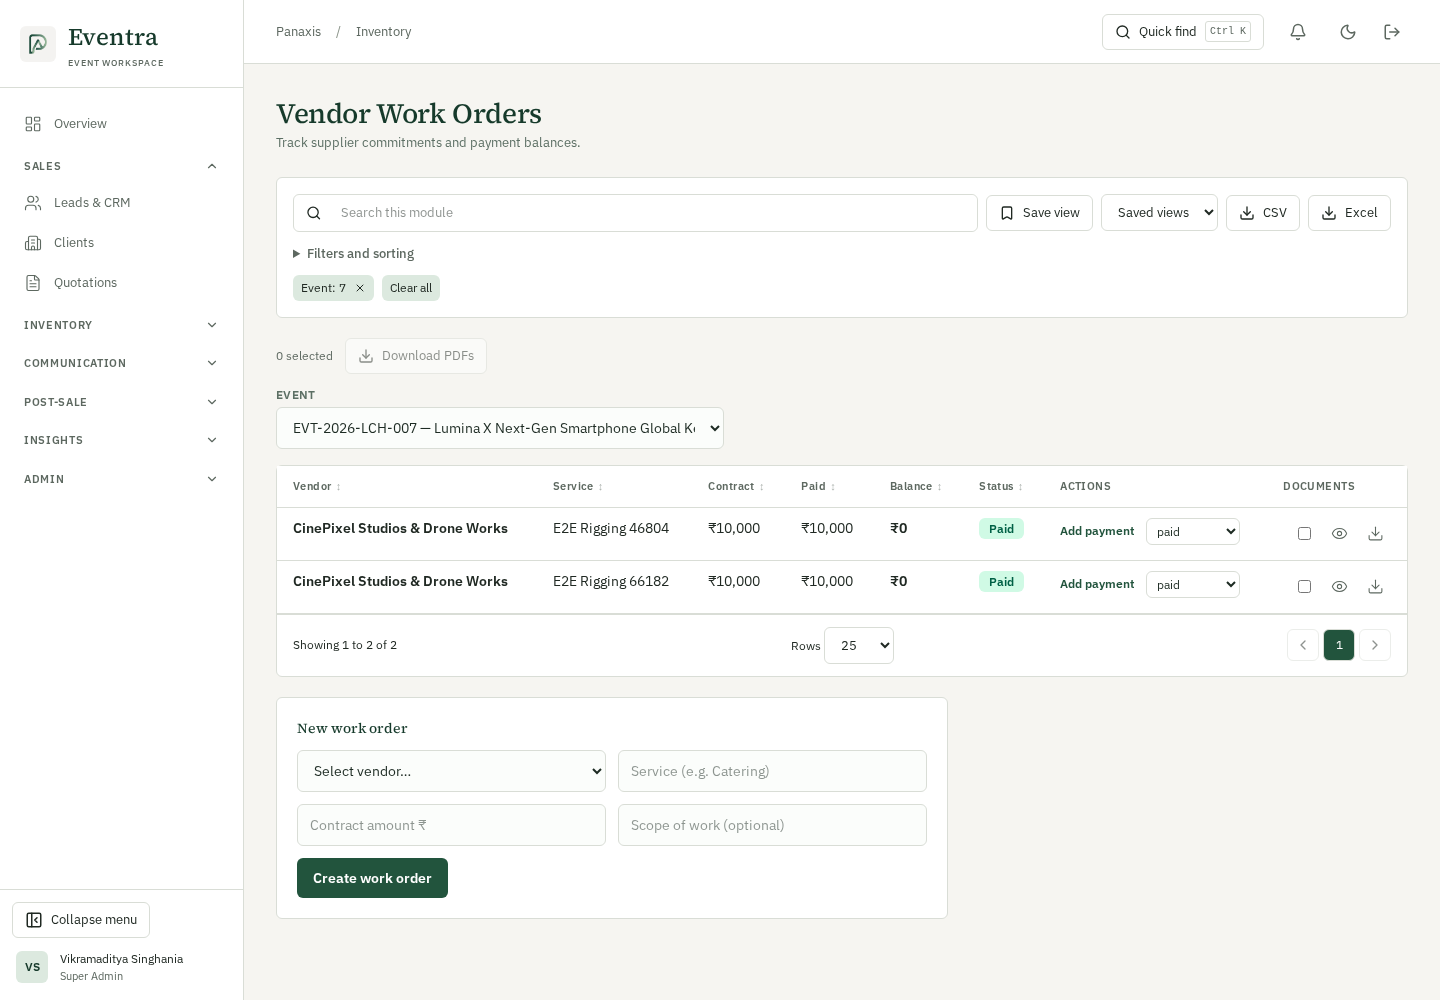 Eventra
EVENT WORKSPACE
Overview
SALES
Leads & CRM
Clients
Quotations
INVENTORY
COMMUNICATION
POST-SALE
INSIGHTS
ADMIN
Collapse menu
VS
Vikramaditya Singhania
Super Admin
Panaxis / Inventory
Quick find Ctrl K
Vendor Work Orders
Track supplier commitments and payment balances.
Search this module
Save view
Saved views
CSV
Excel
Filters and sorting
Event: 7 ×
Clear all
0 selected
Download PDFs
EVENT
EVT-2026-LCH-007 — Lumina X Next-Gen Smartphone Global Ke
Vendor ↕ Service ↕ Contract ↕ Paid ↕ Balance ↕ Status ↕ ACTIONS DOCUMENTS
CinePixel Studios & Drone Works E2E Rigging 46804 ₹10,000 ₹10,000 ₹0 Paid Add payment paid
CinePixel Studios & Drone Works E2E Rigging 66182 ₹10,000 ₹10,000 ₹0 Paid Add payment paid
Showing 1 to 2 of 2 Rows 25 1
New work order
Select vendor... Service (e.g. Catering)
Contract amount ₹ Scope of work (optional)
Create work order